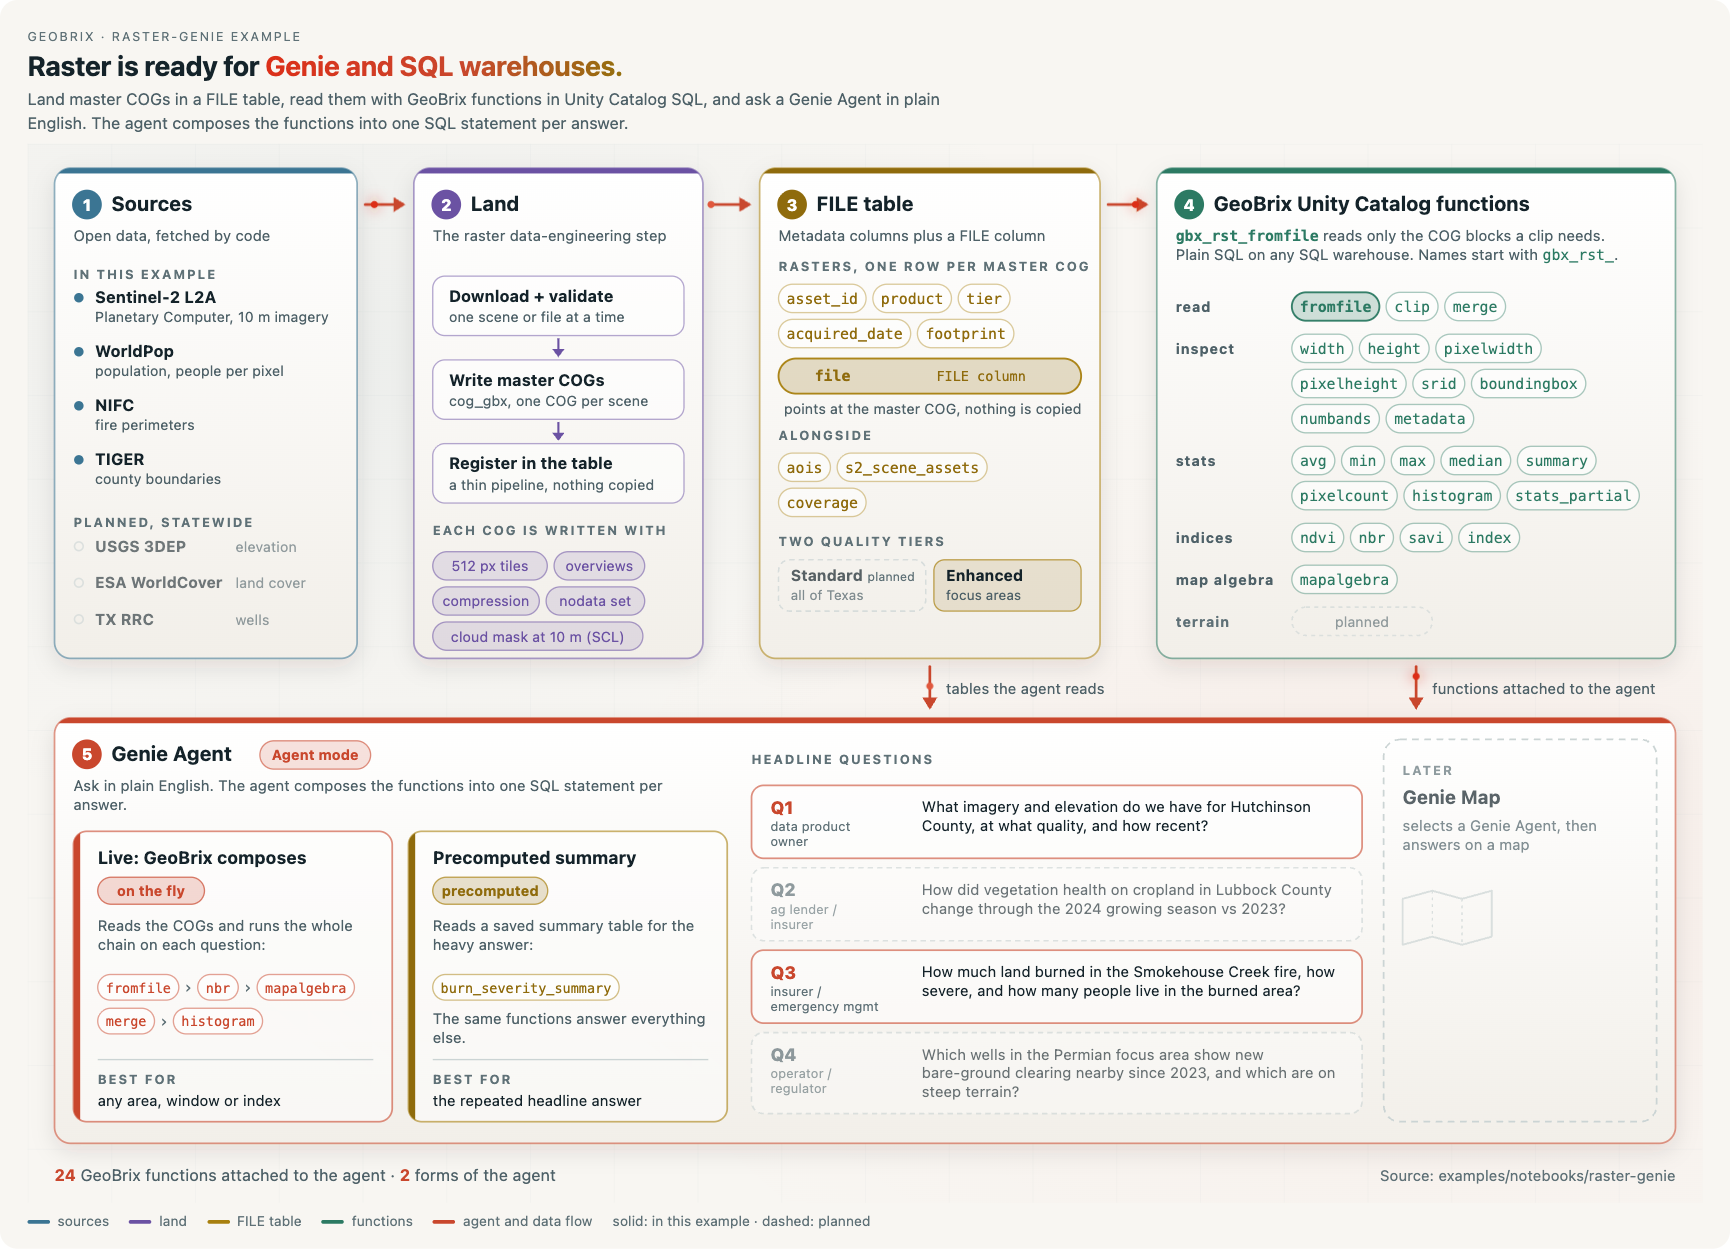 GEOBRIX · RASTER-GENIE EXAMPLE
Raster is ready for Genie and SQL warehouses.
Land master COGs in a FILE table, read them with GeoBrix functions in Unity Catalog SQL, and ask a Genie Agent in plain
English. The agent composes the functions into one SQL statement per answer.
1 Sources
Open data, fetched by code
IN THIS EXAMPLE
Sentinel-2 L2A
Planetary Computer, 10 m imagery
WorldPop
population, people per pixel
NIFC
fire perimeters
TIGER
county boundaries
PLANNED, STATEWIDE
USGS 3DEP elevation
ESA WorldCover land cover
TX RRC wells
2 Land
The raster data-engineering step
Download + validate
one scene or file at a time
Write master COGs
cog_gbx, one COG per scene
Register in the table
a thin pipeline, nothing copied
EACH COG IS WRITTEN WITH
512 px tiles overviews
compression nodata set
cloud mask at 10 m (SCL)
3 FILE table
Metadata columns plus a FILE column
RASTERS, ONE ROW PER MASTER COG
asset_id product tier
acquired_date footprint
file FILE column
points at the master COG, nothing is copied
ALONGSIDE
aois s2_scene_assets
coverage
TWO QUALITY TIERS
Standard planned
all of Texas
Enhanced
focus areas
4 GeoBrix Unity Catalog functions
gbx_rst_fromfile reads only the COG blocks a clip needs.
Plain SQL on any SQL warehouse. Names start with gbx_rst_.
read fromfile clip merge
inspect width height pixelwidth
pixelheight srid boundingbox
numbands metadata
stats avg min max median summary
pixelcount histogram stats_partial
indices ndvi nbr savi index
map algebra mapalgebra
terrain planned
tables the agent reads
functions attached to the agent
5 Genie Agent Agent mode
Ask in plain English. The agent composes the functions into one SQL statement per
answer.
Live: GeoBrix composes
on the fly
Reads the COGs and runs the whole
chain on each question:
fromfile › nbr › mapalgebra
merge › histogram
BEST FOR
any area, window or index
Precomputed summary
precomputed
Reads a saved summary table for the
heavy answer:
burn_severity_summary
The same functions answer everything
else.
BEST FOR
the repeated headline answer
HEADLINE QUESTIONS
Q1
data product
owner
What imagery and elevation do we have for Hutchinson
County, at what quality, and how recent?
Q2
ag lender /
insurer
How did vegetation health on cropland in Lubbock County
change through the 2024 growing season vs 2023?
Q3
insurer /
emergency mgmt
How much land burned in the Smokehouse Creek fire, how
severe, and how many people live in the burned area?
Q4
operator /
regulator
Which wells in the Permian focus area show new
bare-ground clearing nearby since 2023, and which are on
steep terrain?
LATER
Genie Map
selects a Genie Agent, then
answers on a map
24 GeoBrix functions attached to the agent · 2 forms of the agent
Source: examples/notebooks/raster-genie
sources land FILE table functions agent and data flow solid: in this example · dashed: planned